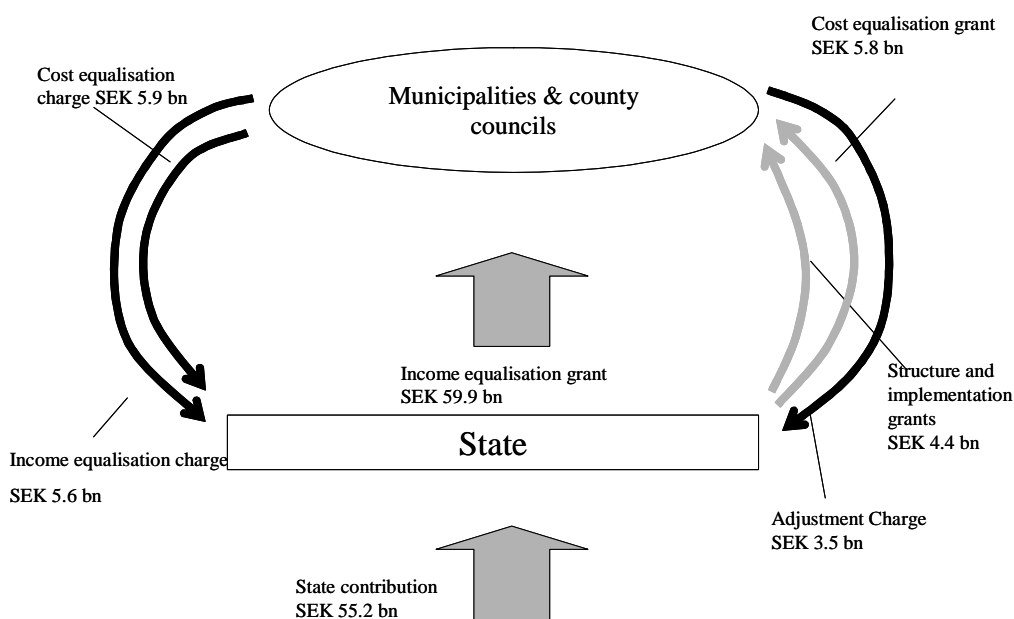 Cost equalisation grant
SEK 5.8 bn
Cost equalisation
charge SEK 5.9 bn
Municipalities & county
councils
Income equalisation grant
SEK 59.9 bn
Structure and
implementation
grants
SEK 4.4 bn
State
Income equalisation charge
SEK 5.6 bn
Adjustment Charge
SEK 3.5 bn
State contribution
SEK 55.2 bn